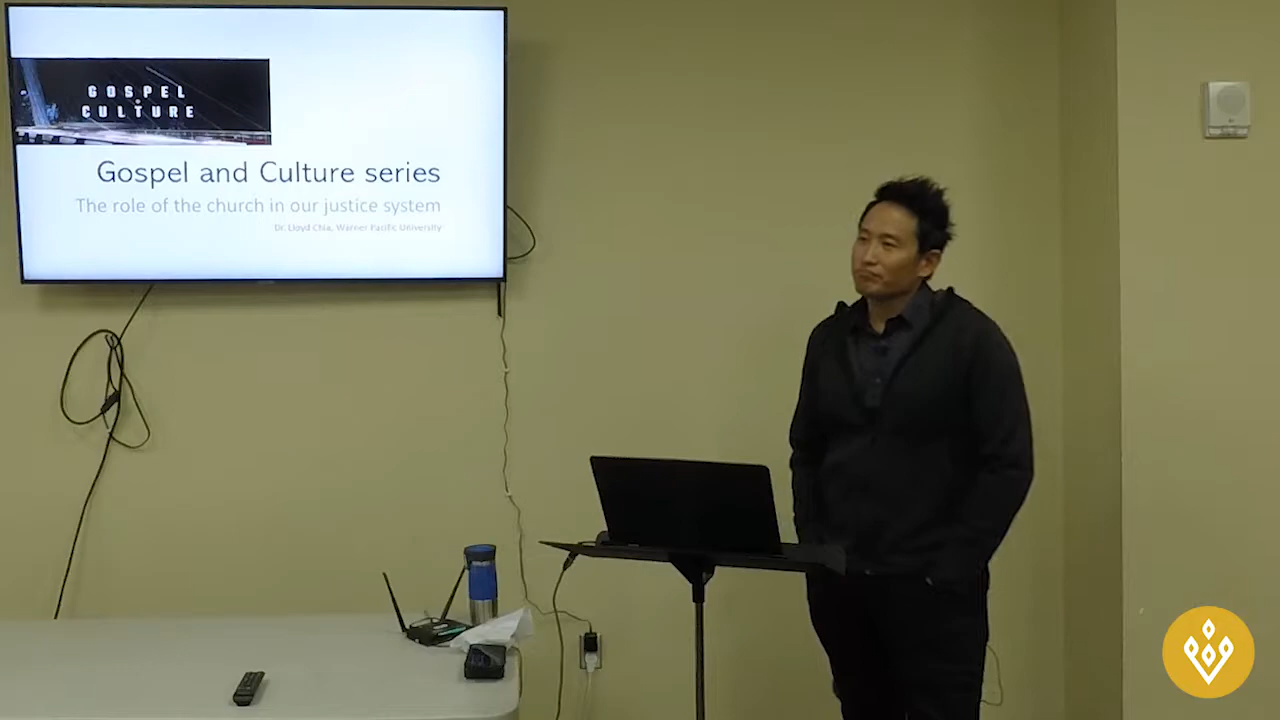 GOSPEL
CULTURE
Gospel and Culture series
The role of the church in our justice system
Dr. Lloyd Chia, Warner Pacific University